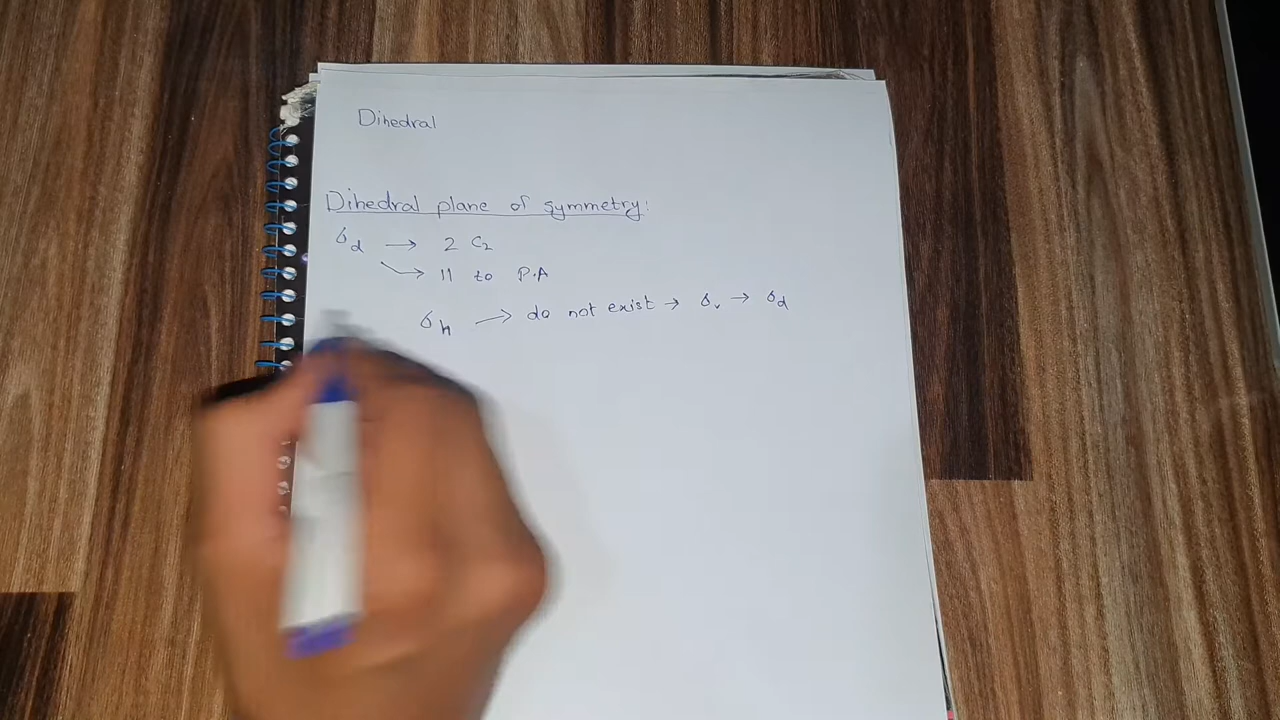 Dihedral
Dihedral plane of symmetry:
σd → 2 C2
→ || to P.A
σh → do not exist → σv → σd